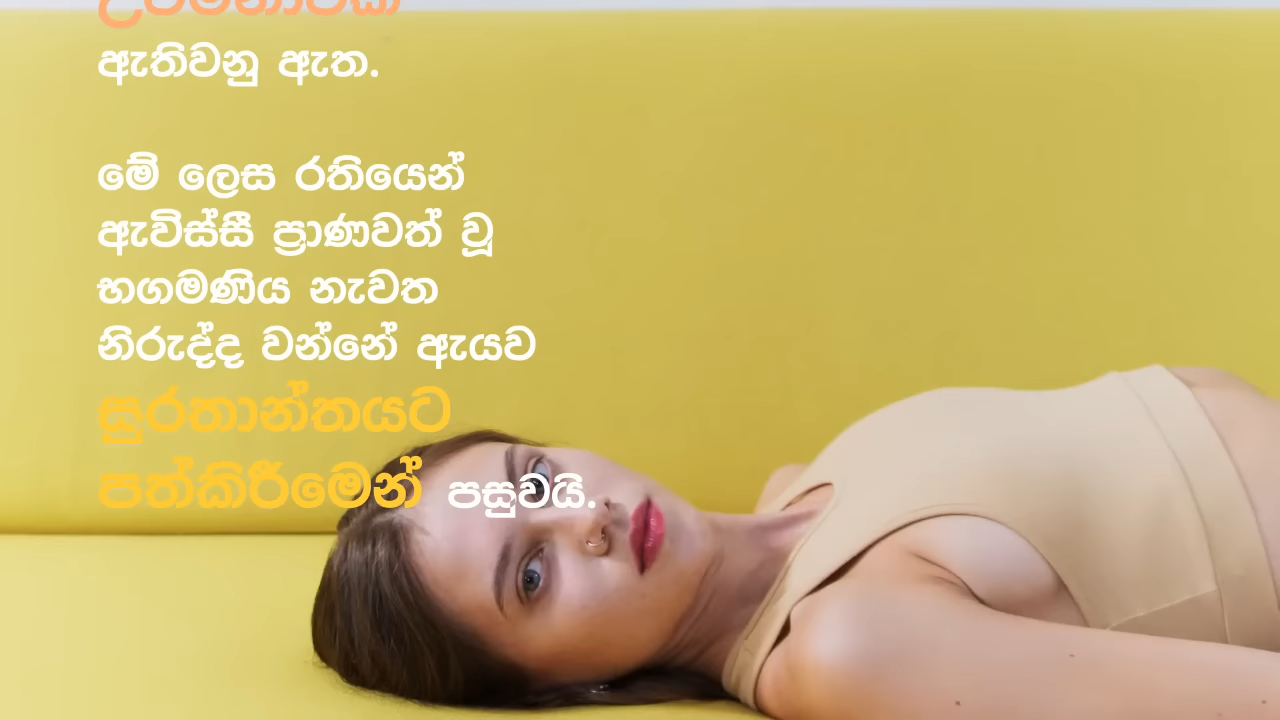 ඇතිවනු ඇත.
මේ ලෙස රතියෙන්
ඇවිස්සී ප්‍රාණවත් වූ
භගමණිය නැවත
නිරුද්ද වන්නේ ඇයව
සුරතාන්තයට
පත්කිරීමෙන් පසුවයි.